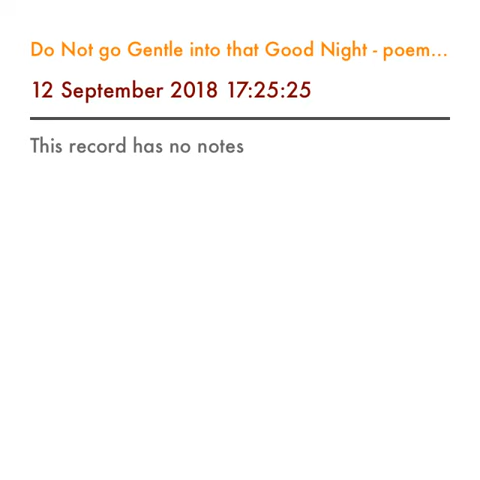 Do Not go Gentle into that Good Night - poem...
12 September 2018 17:25:25
This record has no notes